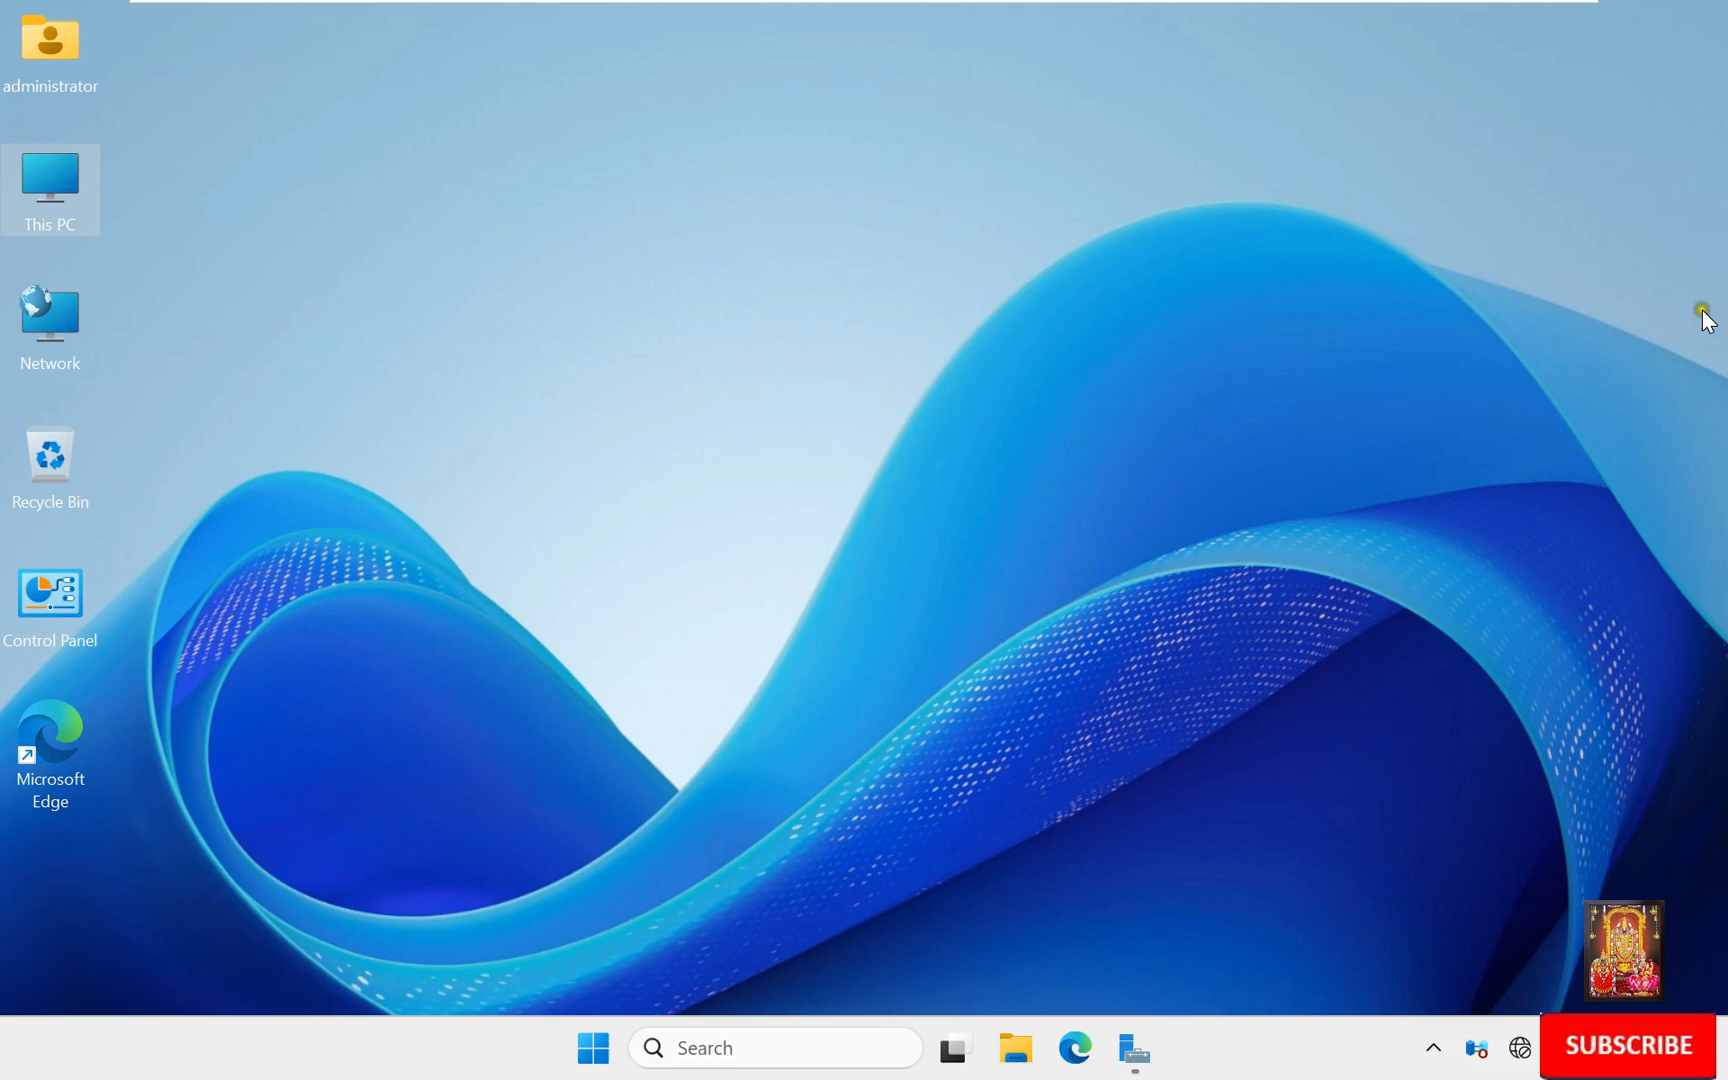 administrator
This PC
Network
Recycle Bin
Control Panel
Microsoft
Edge
Search
SUBSCRIBE